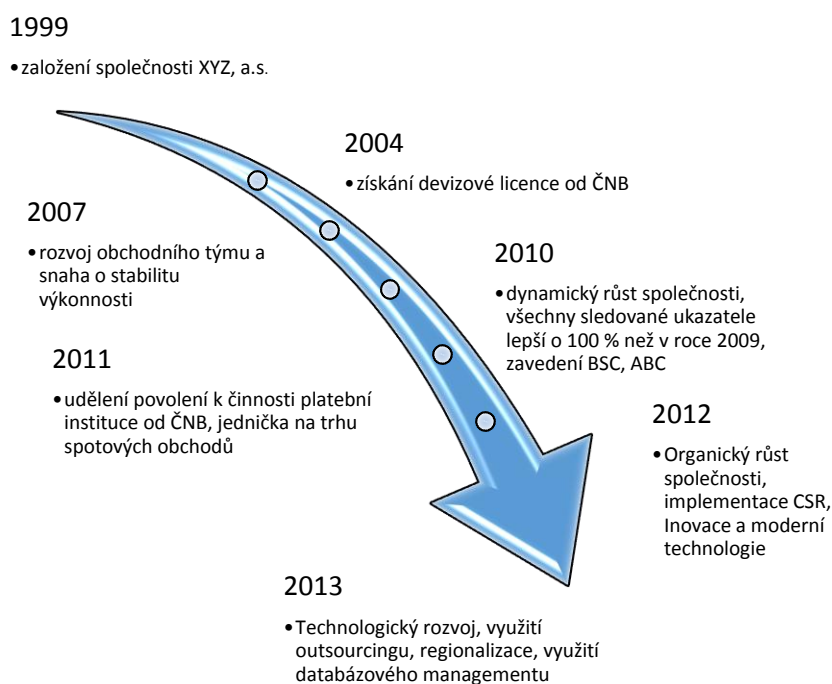 1999
•založení společnosti XYZ, a.s.
2004
•získání devizové licence od ČNB
2007
•rozvoj obchodního týmu a
snaha o stabilitu
výkonnosti
2010
•dynamický růst společnosti,
všechny sledované ukazatele
lepší o 100 % než v roce 2009,
zavedení BSC, ABC
2011
•udělení povolení k činnosti platební
instituce od ČNB, jednička na trhu
spotových obchodů
2012
•Organický růst
společnosti,
implementace CSR,
Inovace a moderní
technologie
2013
•Technologický rozvoj, využití
outsourcingu, regionalizace, využití
databázového managementu